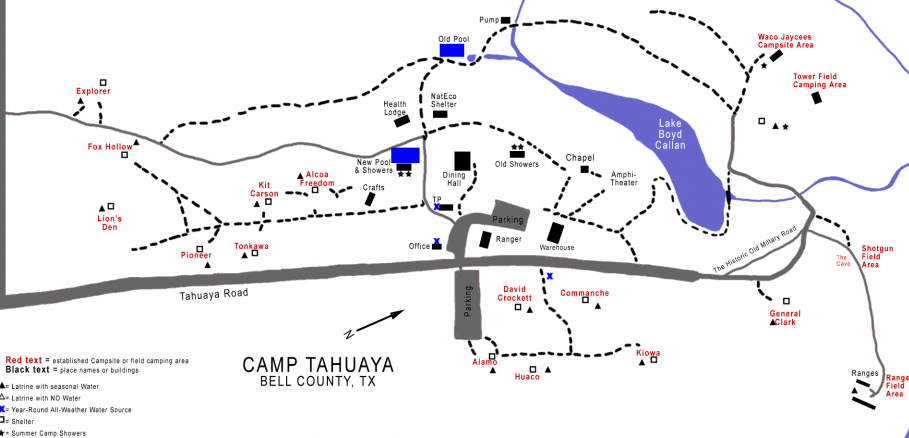 Pump
Old Pool
Waco Jaycees
Campsite Area
Tower Field
Camping Area
Explorer
Health
Lodge
NatEco
Shelter
Lake
Boyd
Callan
Fox Hollow
New Pool
& Showers
Dining
Hall
Old Showers
Chapel
Amphi-
Theater
Alcoa
Freedom
Kit
Carson
Crafts
TP
Lion's
Den
Parking
Pioneer
Tonkawa
Office
Ranger
Warehouse
The Historic Old Military Road
The
Cave
Shotgun
Field
Area
Tahuaya Road
Parking
David
Crockett
Commanche
General
Clark
N
CAMP TAHUAYA
BELL COUNTY, TX
Alamo
Huaco
Kiowa
Ranges
Range
Field
Area
Red text = established Campsite or field camping area
Black text = place names or buildings
= Latrine with seasonal Water
= Latrine with NO Water
X= Year-Round All-Weather Water Source
= Shelter
= Summer Camp Showers